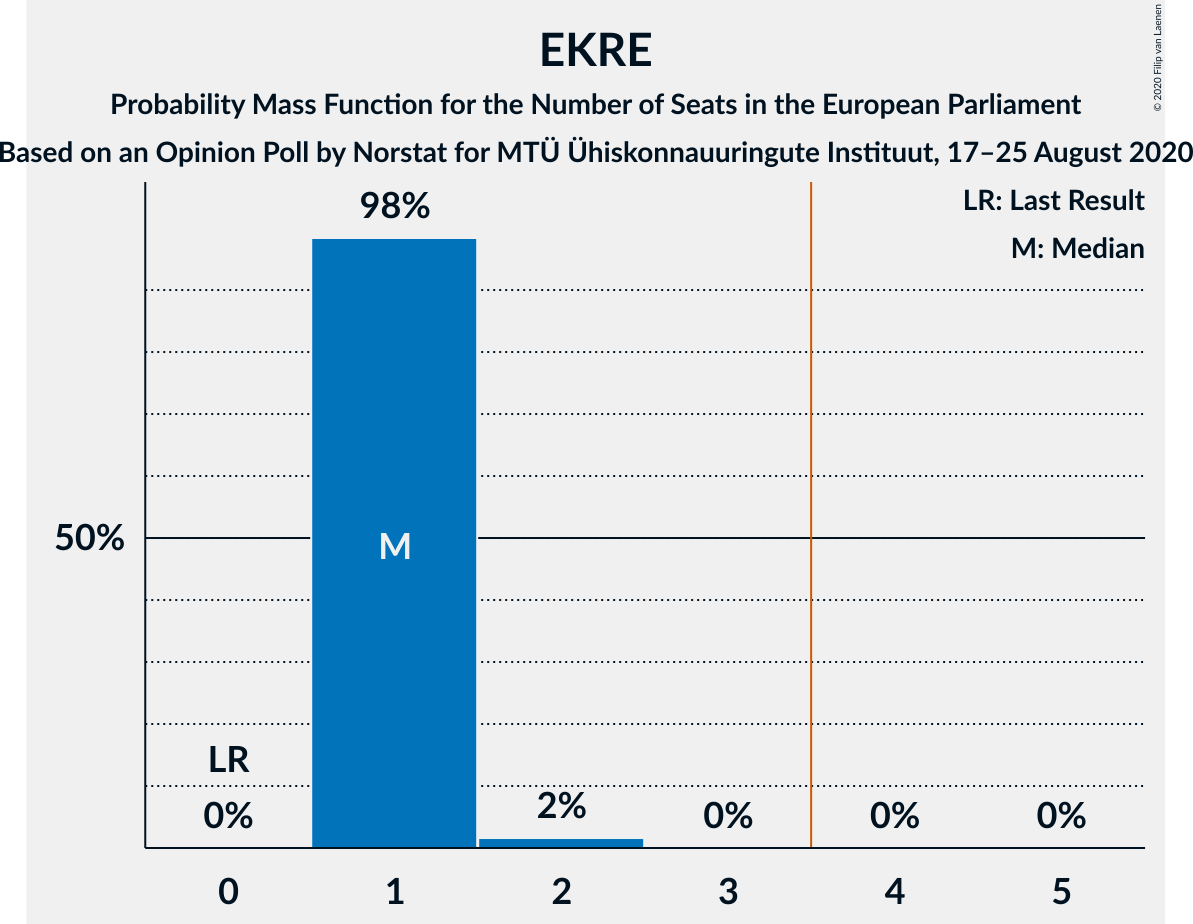 EKRE
Probability Mass Function for the Number of Seats in the European Parliament
Based on an Opinion Poll by Norstat for MTÜ Ühiskonnauuringute Instituut, 17–25 August 2020
© 2020 Filip van Laenen
LR: Last Result
M: Median
98%
50%
M
LR
0%
2%
0%
0%
0%
0 1 2 3 4 5